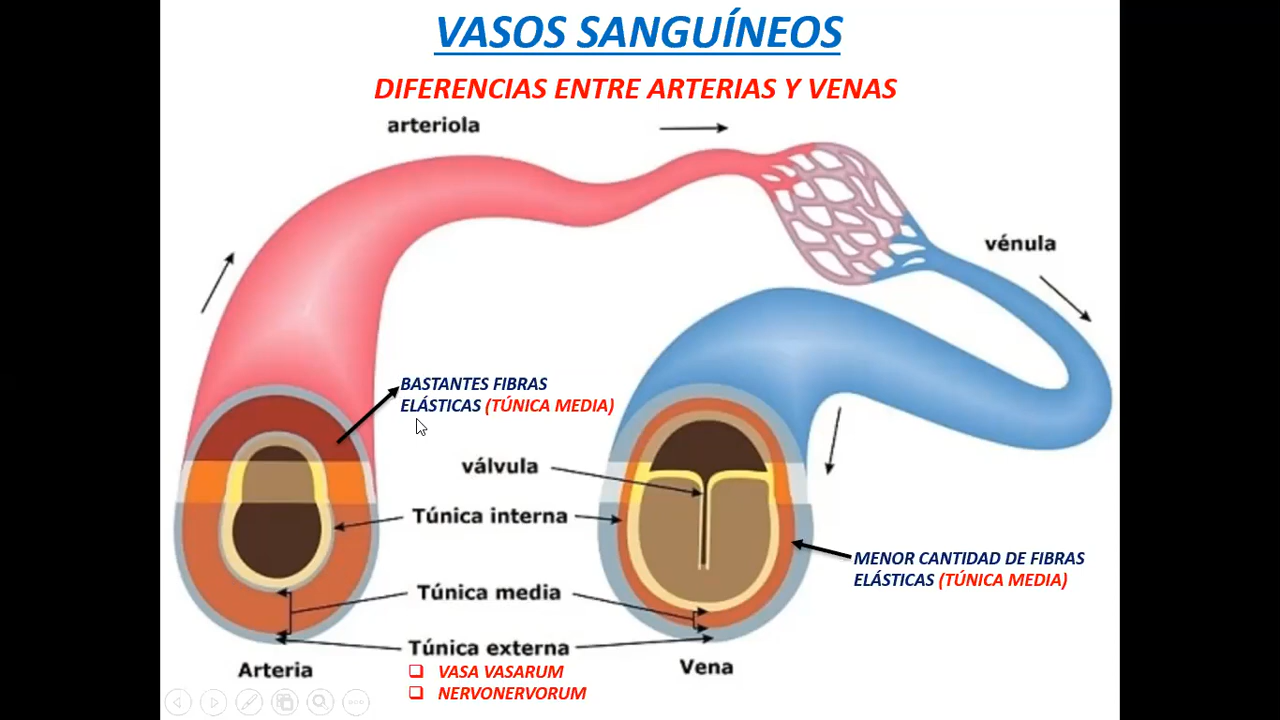 VASOS SANGUÍNEOS
DIFERENCIAS ENTRE ARTERIAS Y VENAS
arteriola
vénula
BASTANTES FIBRAS
ELÁSTICAS (TÚNICA MEDIA)
válvula
Túnica interna
MENOR CANTIDAD DE FIBRAS
ELÁSTICAS (TÚNICA MEDIA)
Túnica media
Túnica externa
Arteria
Vena
VASA VASARUM
NERVONERVORUM